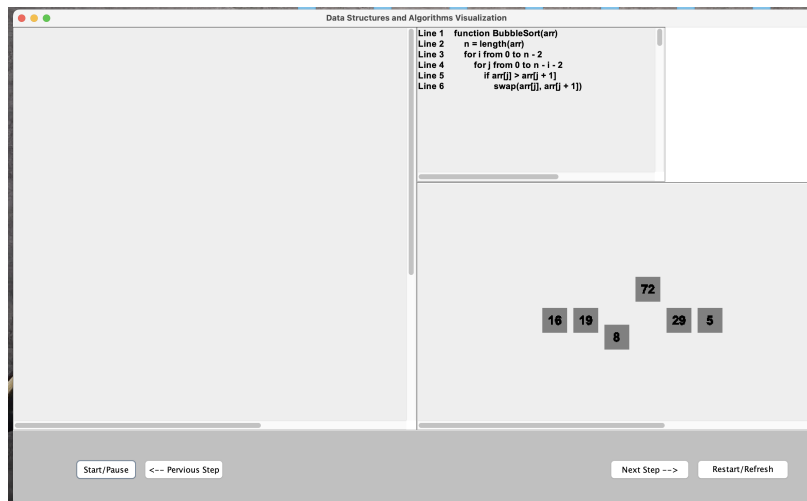 Data Structures and Algorithms Visualization
Line 1 function BubbleSort(arr)
Line 2 n = length(arr)
Line 3 for i from 0 to n - 2
Line 4 for j from 0 to n - i - 2
Line 5 if arr[j] > arr[j + 1]
Line 6 swap(arr[j], arr[j + 1])
72
16 19 29 5
8
Start/Pause <-- Pervious Step Next Step --> Restart/Refresh